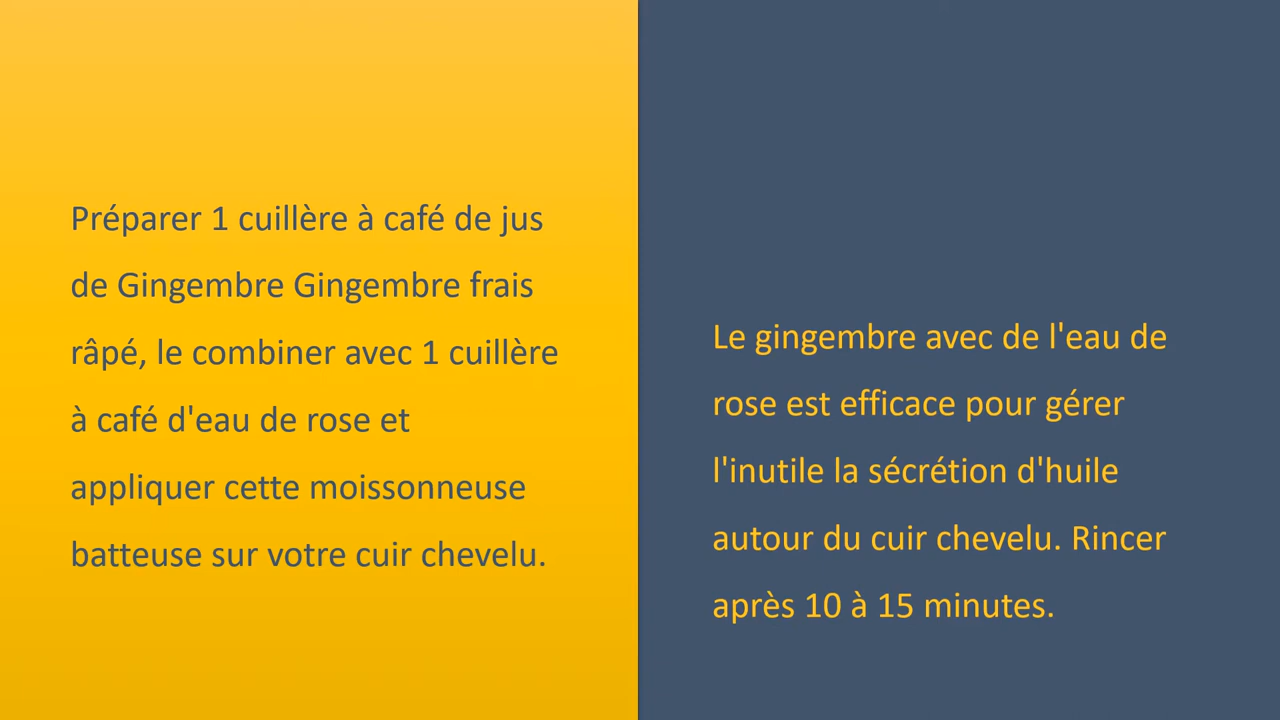 Préparer 1 cuillère à café de jus
de Gingembre Gingembre frais
râpé, le combiner avec 1 cuillère
à café d'eau de rose et
appliquer cette moissonneuse
batteuse sur votre cuir chevelu.
Le gingembre avec de l'eau de
rose est efficace pour gérer
l'inutile la sécrétion d'huile
autour du cuir chevelu. Rincer
après 10 à 15 minutes.